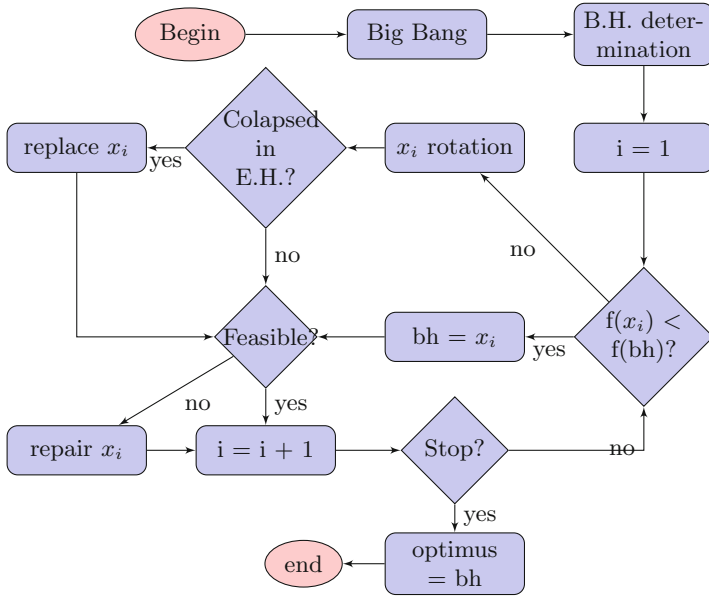 Begin
Big Bang
B.H. deter-
mination
Colapsed
in
E.H.?
replace x_i
yes
x_i rotation
i = 1
no
no
Feasible?
bh = x_i
yes
f(x_i) <
f(bh)?
no
yes
repair x_i
i = i + 1
Stop?
no
yes
end
optimus
= bh